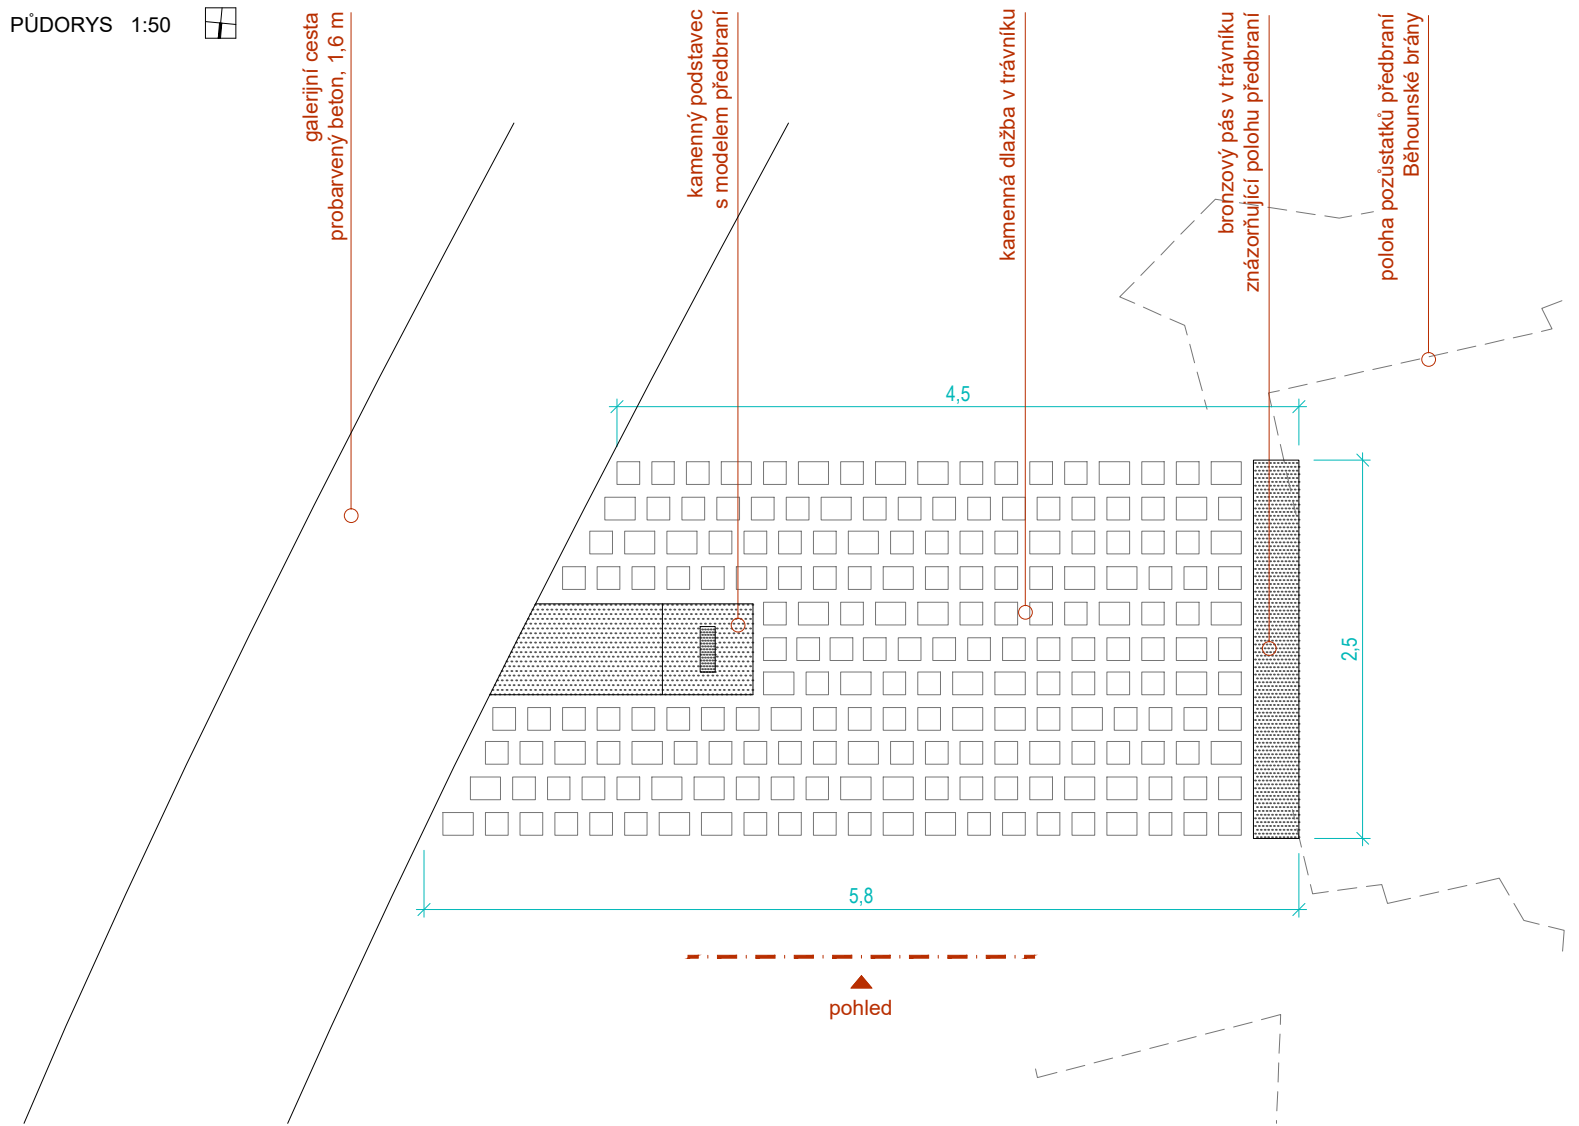 PŮDORYS 1:50
galerijní cesta
probarvený beton, 1,6 m
kamenný podstavec
s modelem předbraní
kamenná dlažba v trávníku
bronzový pás v trávníku
znázorňující polohu předbraní
poloha pozůstatků předbraní
Běhounské brány
4,5
2,5
5,8
pohled